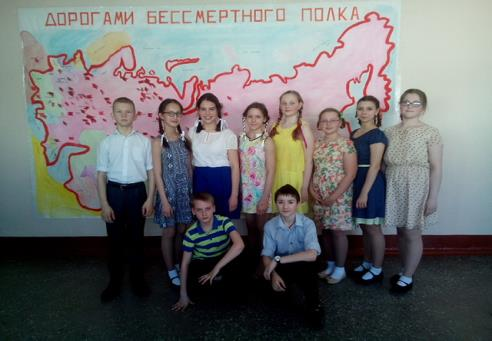 ДОРОГАМИ БЕССМЕРТНОГО ПОЛКА